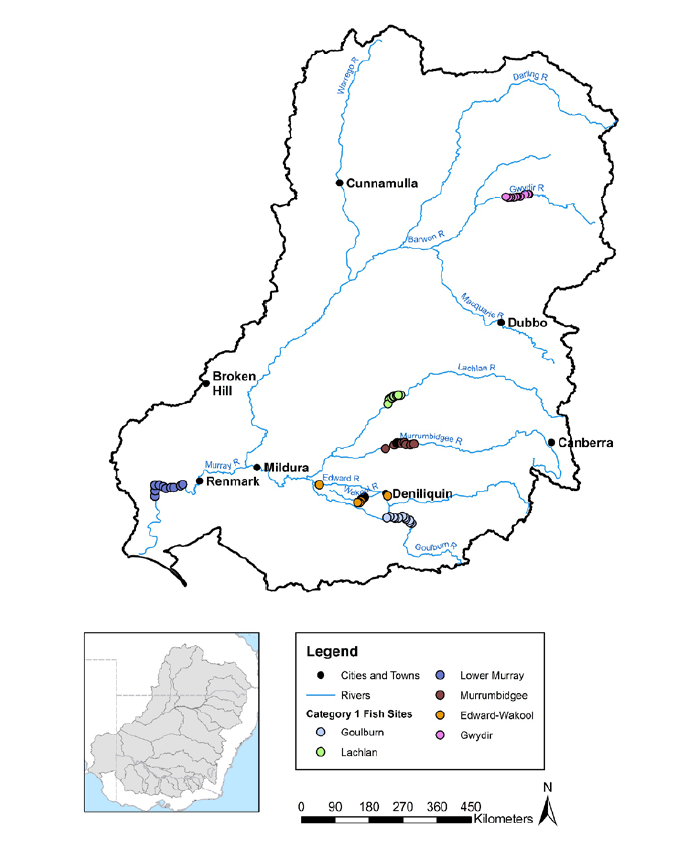 Warrego R
Darling R
Cunnamulla
Gwydir R
Barwon R
Macquarie R
Dubbo
Lachlan R
Broken
Hill
Murrumbidgee R
Canberra
Murray R
Mildura
Renmark
Edward R
Wakool R
Deniliquin
Goulburn R
Legend
Cities and Towns
Rivers
Category 1 Fish Sites
Goulburn
Lachlan
Lower Murray
Murrumbidgee
Edward-Wakool
Gwydir
N
0 90 180 270 360 450
Kilometers